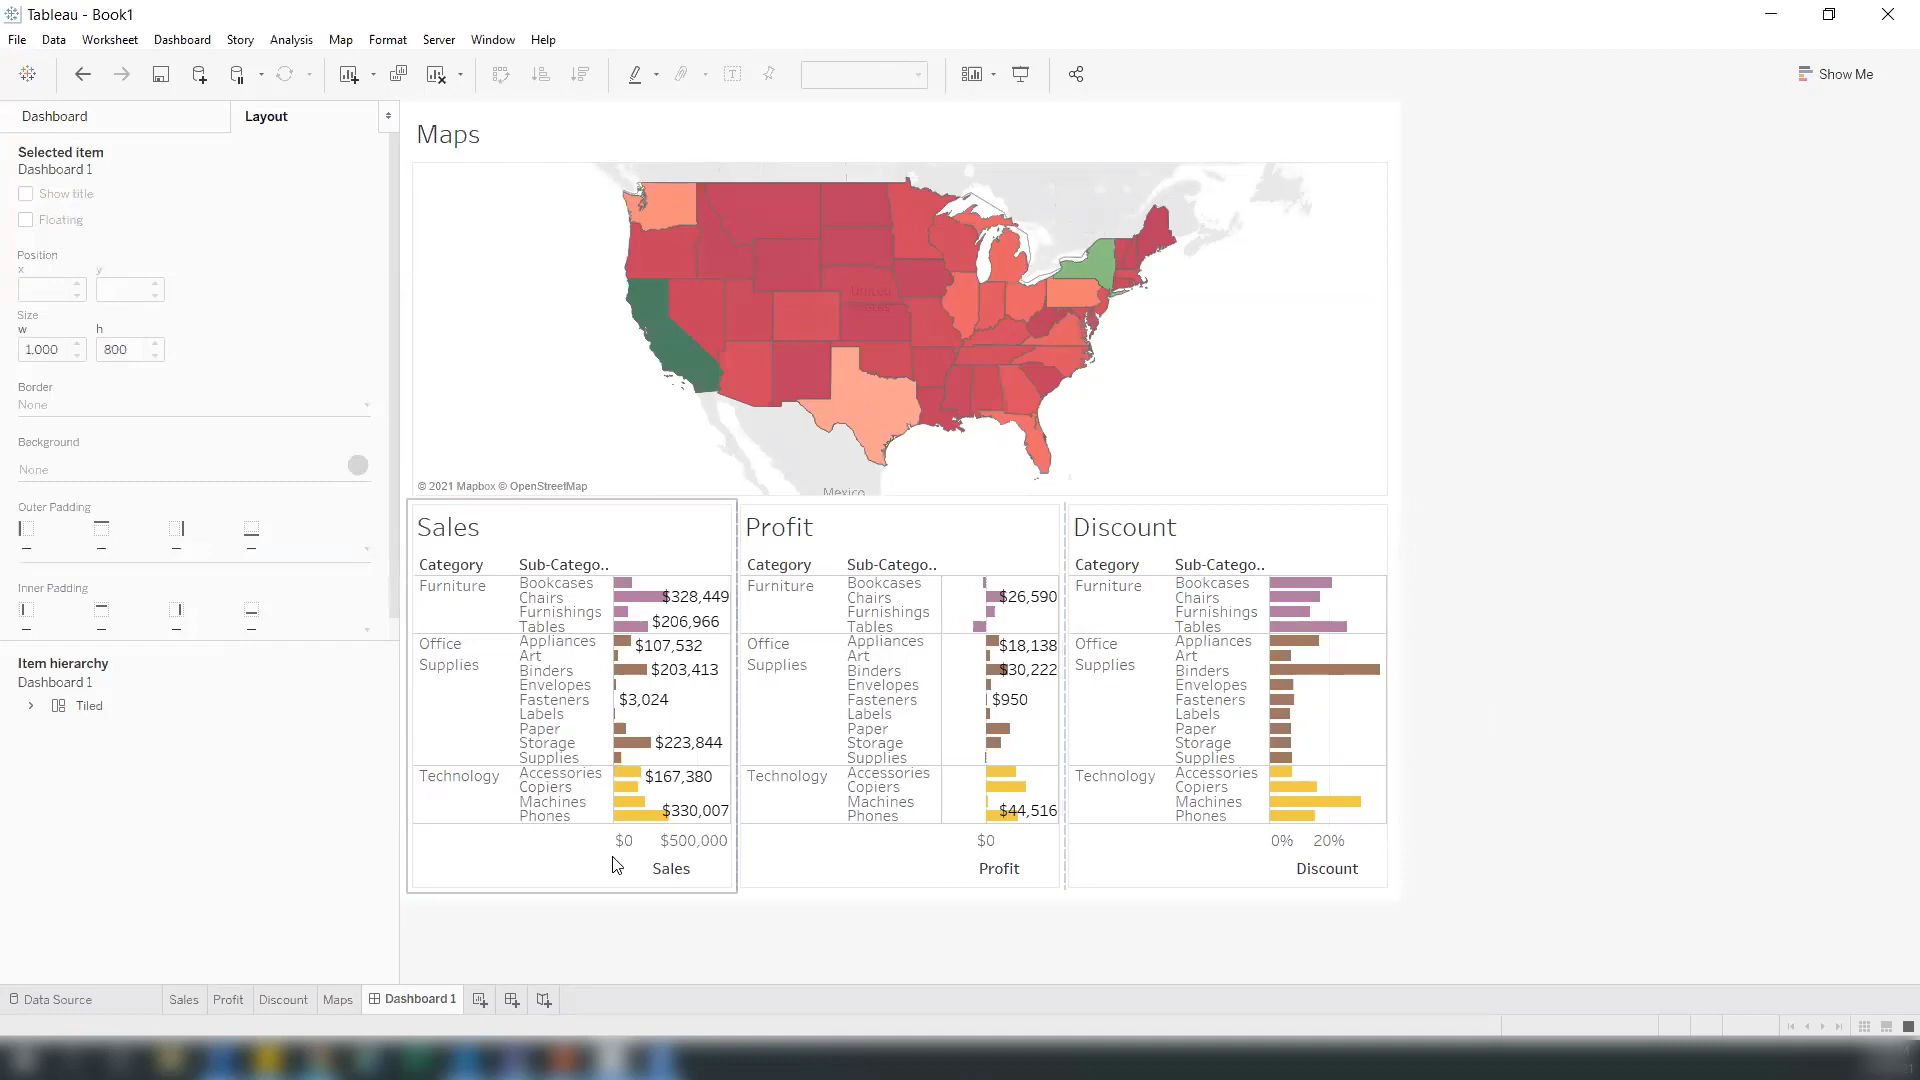 Tableau - Book1
File Data Worksheet Dashboard Story Analysis Map Format Server Window Help
Show Me
Dashboard Layout
Selected item
Dashboard 1
Show title
Floating
Position
x y
Size
w h
1,000 800
Border
None
Background
None
Outer Padding
Inner Padding
Item hierarchy
Dashboard 1
Tiled
Maps
United
States
Mexico
© 2021 Mapbox © OpenStreetMap
Sales
Category Sub-Catego..
Furniture Bookcases
Chairs $328,449
Furnishings
Tables $206,966
Office Supplies Appliances $107,532
Art
Binders $203,413
Envelopes
Fasteners $3,024
Labels
Paper
Storage $223,844
Supplies
Technology Accessories $167,380
Copiers
Machines
Phones $330,007
$0 $500,000
Sales
Profit
Category Sub-Catego..
Furniture Bookcases
Chairs $26,590
Furnishings
Tables
Office Supplies Appliances $18,138
Art
Binders $30,222
Envelopes
Fasteners $950
Labels
Paper
Storage
Supplies
Technology Accessories
Copiers
Machines
Phones $44,516
$0
Profit
Discount
Category Sub-Catego..
Furniture Bookcases
Chairs
Furnishings
Tables
Office Supplies Appliances
Art
Binders
Envelopes
Fasteners
Labels
Paper
Storage
Supplies
Technology Accessories
Copiers
Machines
Phones
0% 20%
Discount
Data Source Sales Profit Discount Maps Dashboard 1